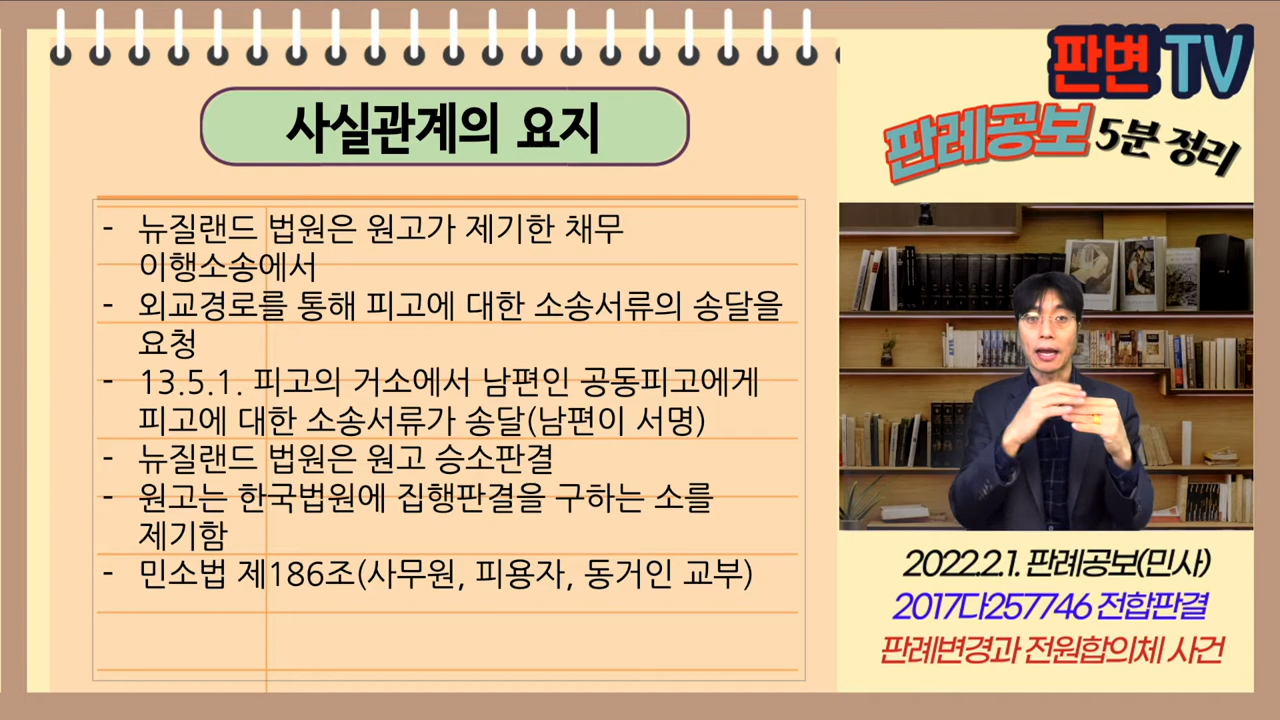 사실관계의 요지
- 뉴질랜드 법원은 원고가 제기한 채무
이행소송에서
- 외교경로를 통해 피고에 대한 소송서류의 송달을
요청
- 13.5.1. 피고의 거소에서 남편인 공동피고에게
피고에 대한 소송서류가 송달(남편이 서명)
- 뉴질랜드 법원은 원고 승소판결
- 원고는 한국법원에 집행판결을 구하는 소를
제기함
- 민소법 제186조(사무원, 피용자, 동거인 교부)
판변 TV
판례공보 5분 정리
2022.2.1. 판례공보(민사)
2017다257746 전합판결
판례변경과 전원합의체 사건